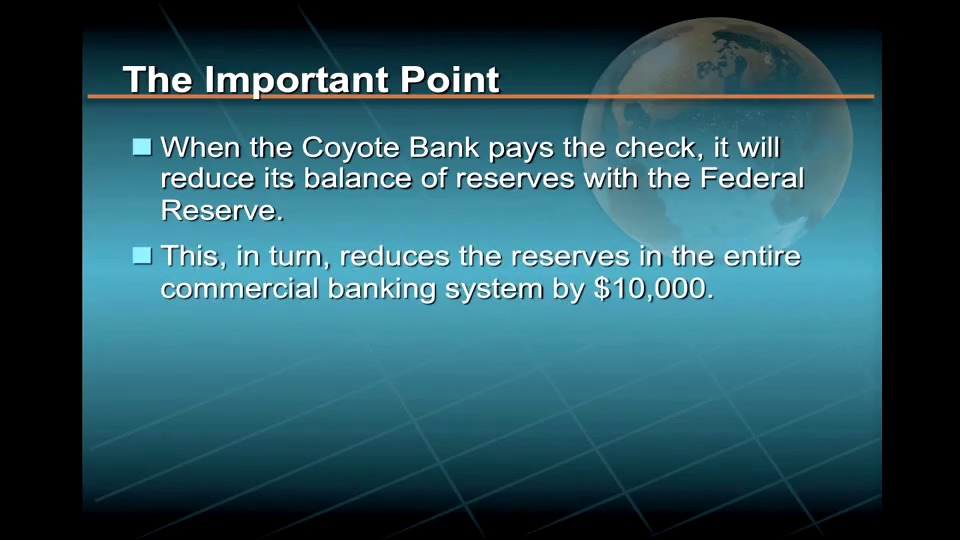 The Important Point
When the Coyote Bank pays the check, it will
reduce its balance of reserves with the Federal
Reserve.
This, in turn, reduces the reserves in the entire
commercial banking system by $10,000.